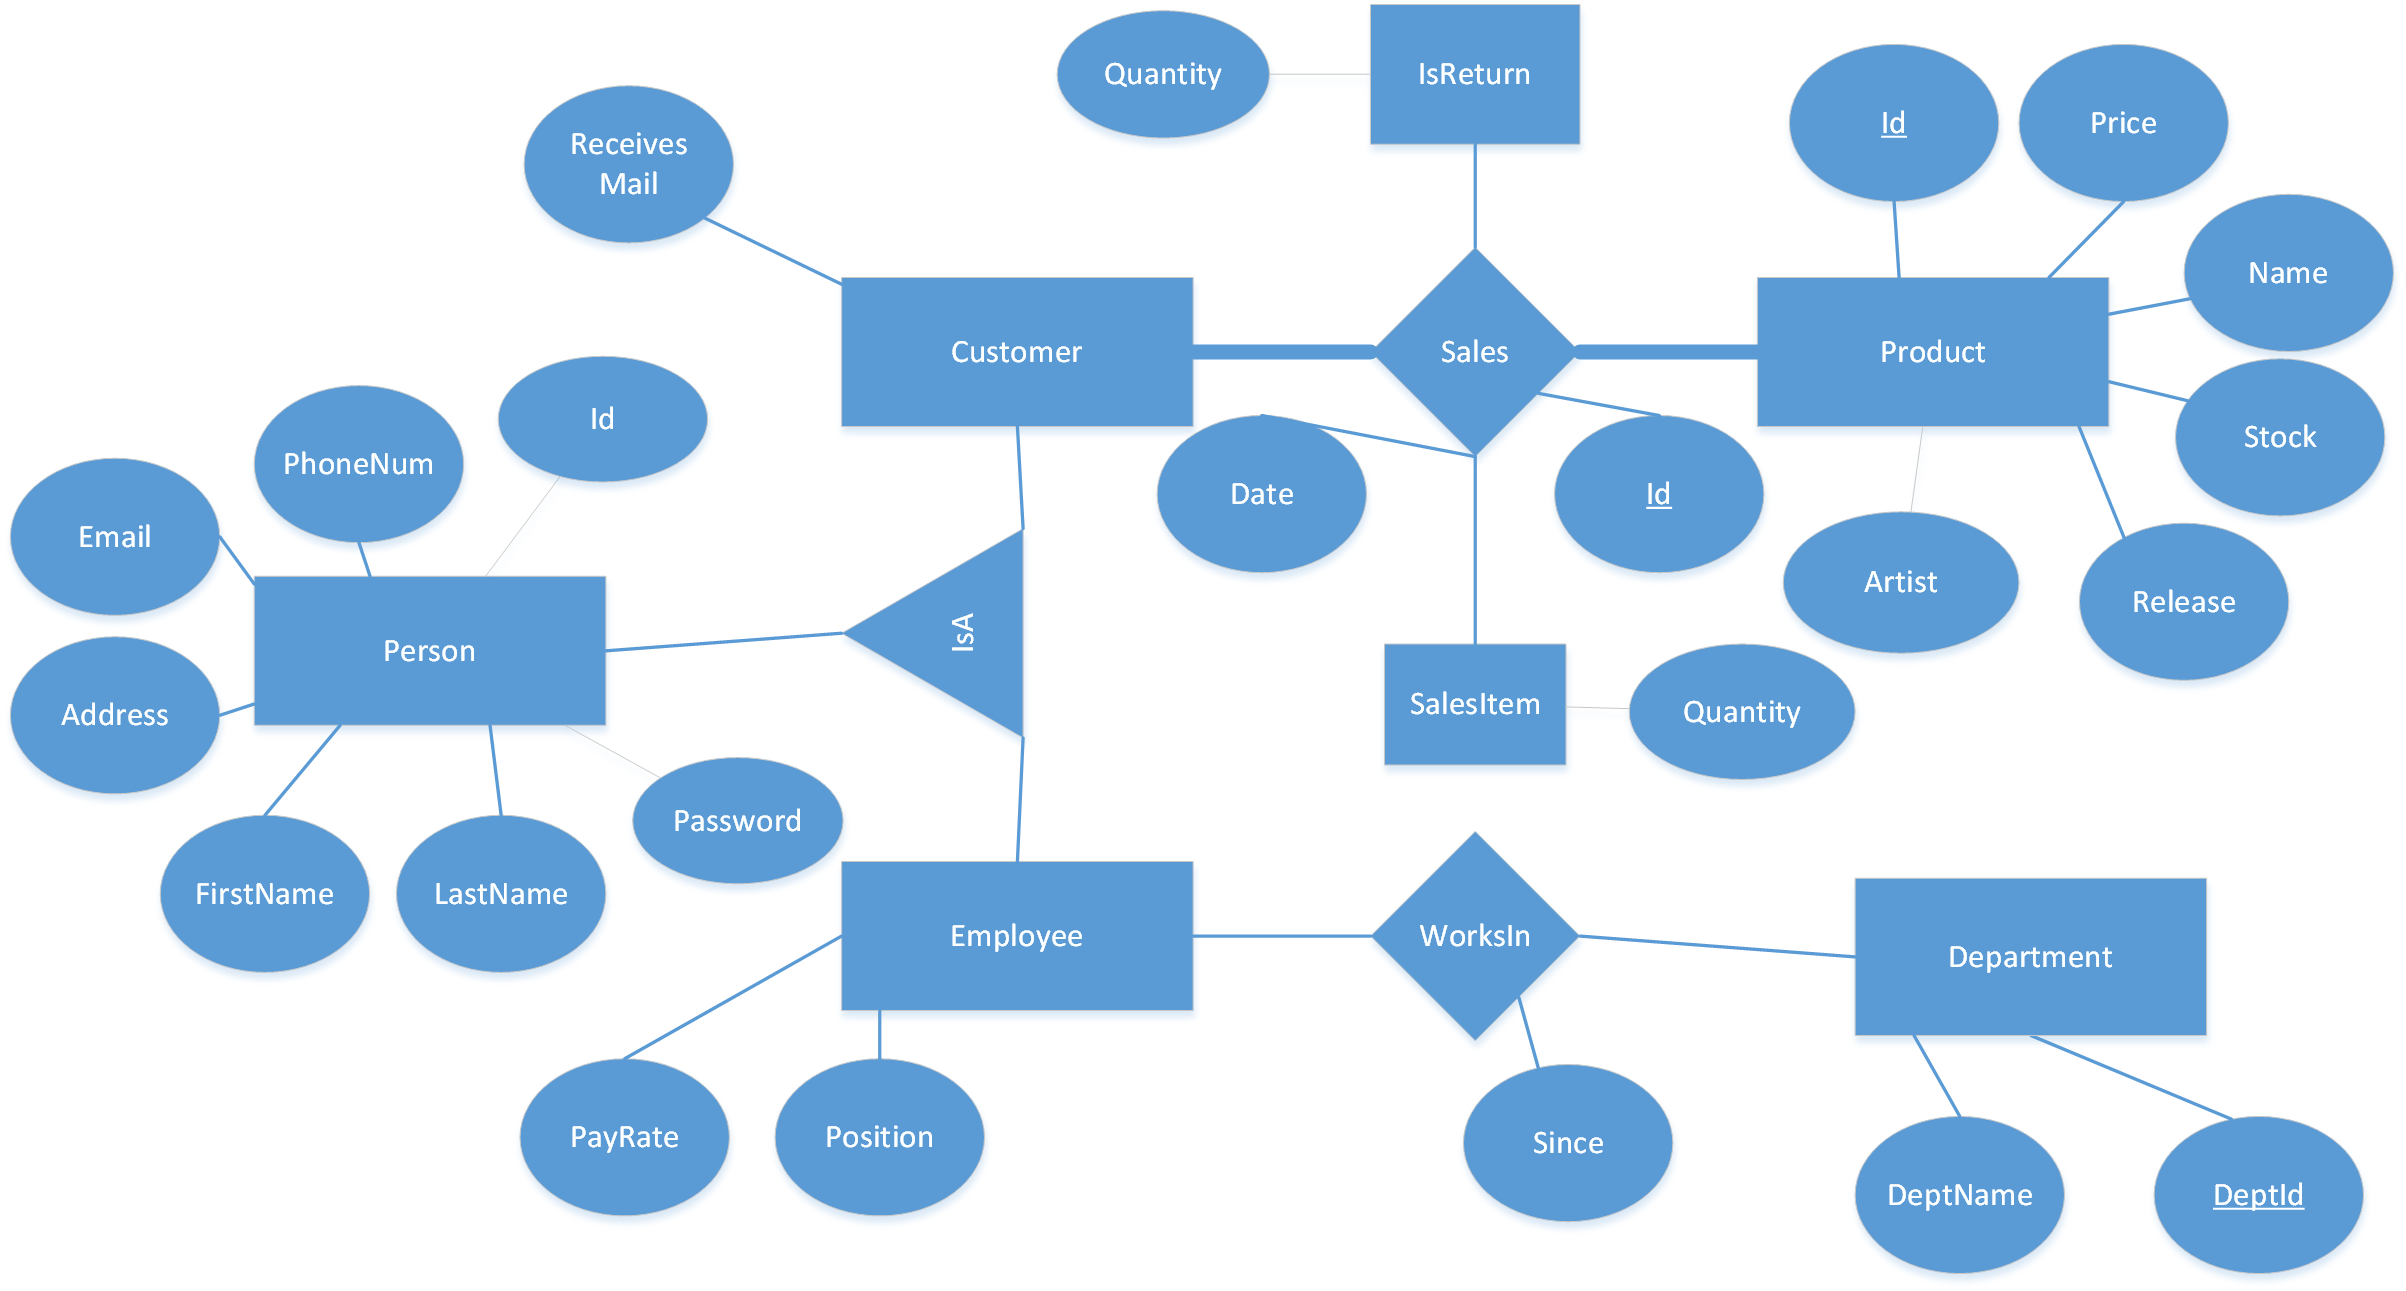 Quantity
IsReturn
Id
Price
Receives
Mail
Name
Customer
Sales
Product
Id
PhoneNum
Stock
Email
Date
Id
Artist
Release
Person
IsA
Address
SalesItem
Quantity
Password
FirstName
LastName
Employee
WorksIn
Department
PayRate
Position
Since
DeptName
DeptId